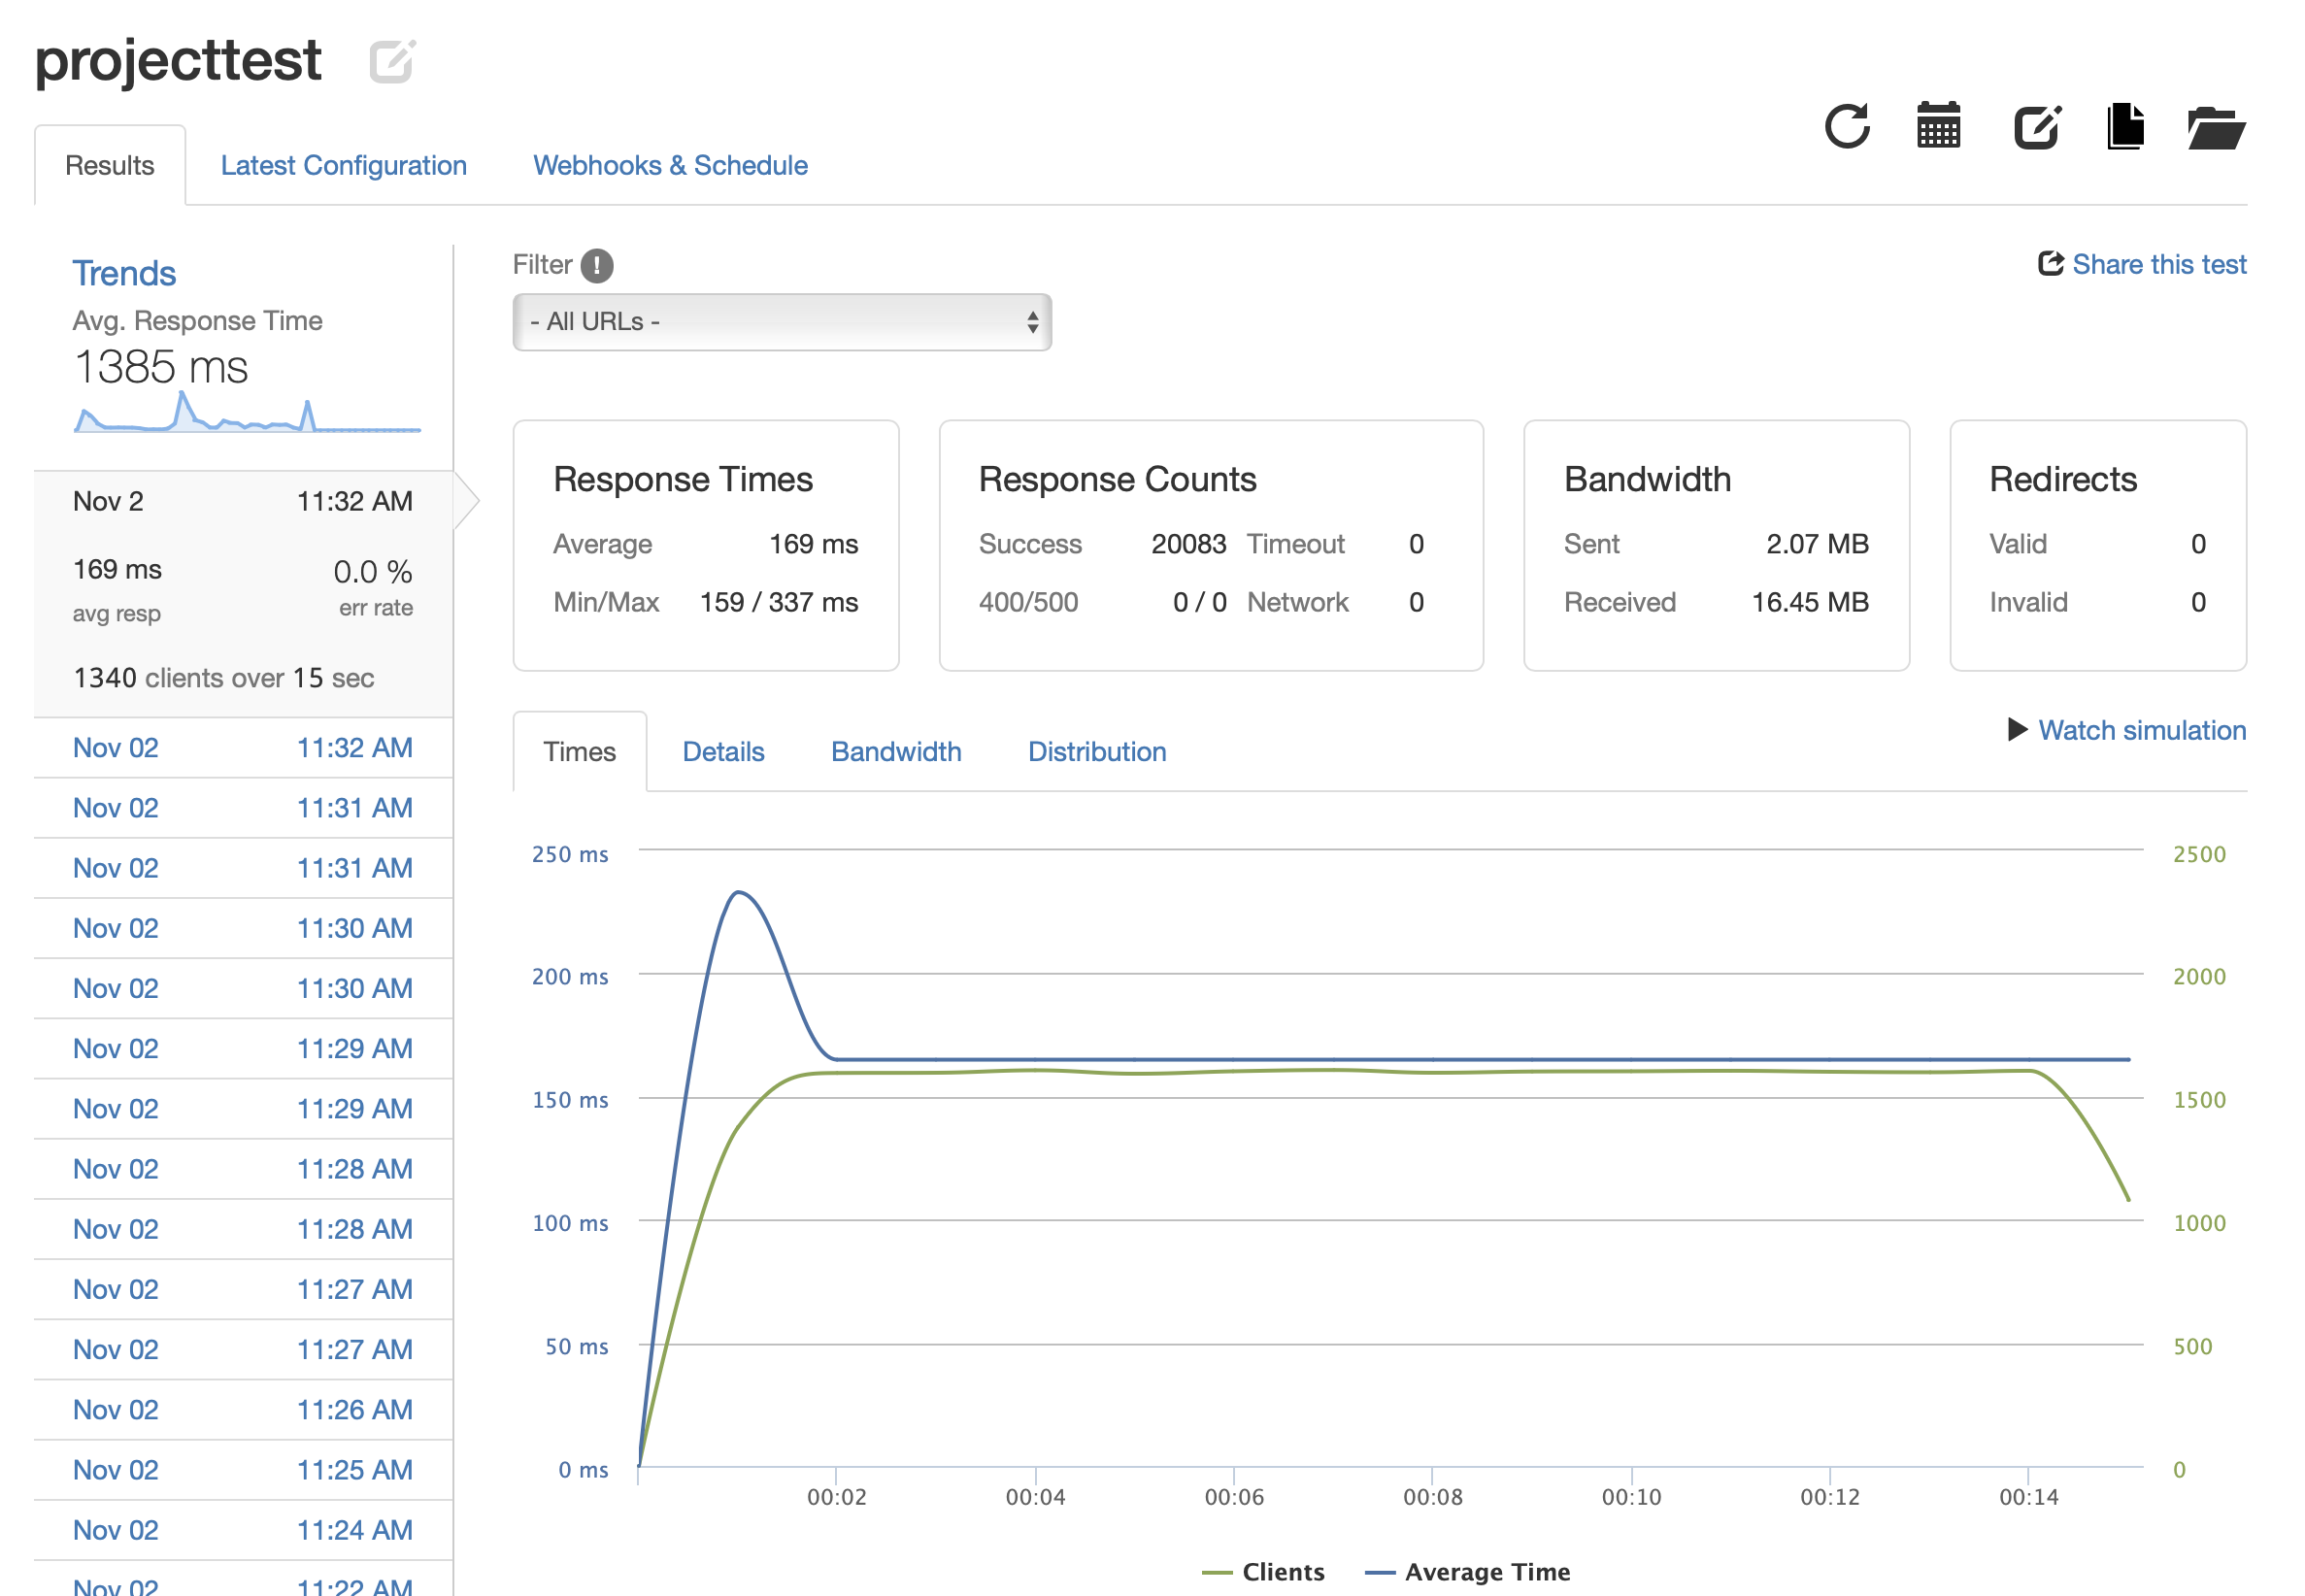 projecttest
Results
Latest Configuration
Webhooks & Schedule
Trends
Avg. Response Time
1385 ms
Nov 2 11:32 AM
169 ms 0.0 %
avg resp err rate
1340 clients over 15 sec
Nov 02 11:32 AM
Nov 02 11:31 AM
Nov 02 11:31 AM
Nov 02 11:30 AM
Nov 02 11:30 AM
Nov 02 11:29 AM
Nov 02 11:29 AM
Nov 02 11:28 AM
Nov 02 11:28 AM
Nov 02 11:27 AM
Nov 02 11:27 AM
Nov 02 11:26 AM
Nov 02 11:25 AM
Nov 02 11:24 AM
Nov 02 11:22 AM
Filter !
- All URLs -
Share this test
Response Times
Average 169 ms
Min/Max 159 / 337 ms
Response Counts
Success 20083 Timeout 0
400/500 0 / 0 Network 0
Bandwidth
Sent 2.07 MB
Received 16.45 MB
Redirects
Valid 0
Invalid 0
Times
Details
Bandwidth
Distribution
Watch simulation
250 ms 2500
200 ms 2000
150 ms 1500
100 ms 1000
50 ms 500
0 ms 0
00:02 00:04 00:06 00:08 00:10 00:12 00:14
Clients Average Time